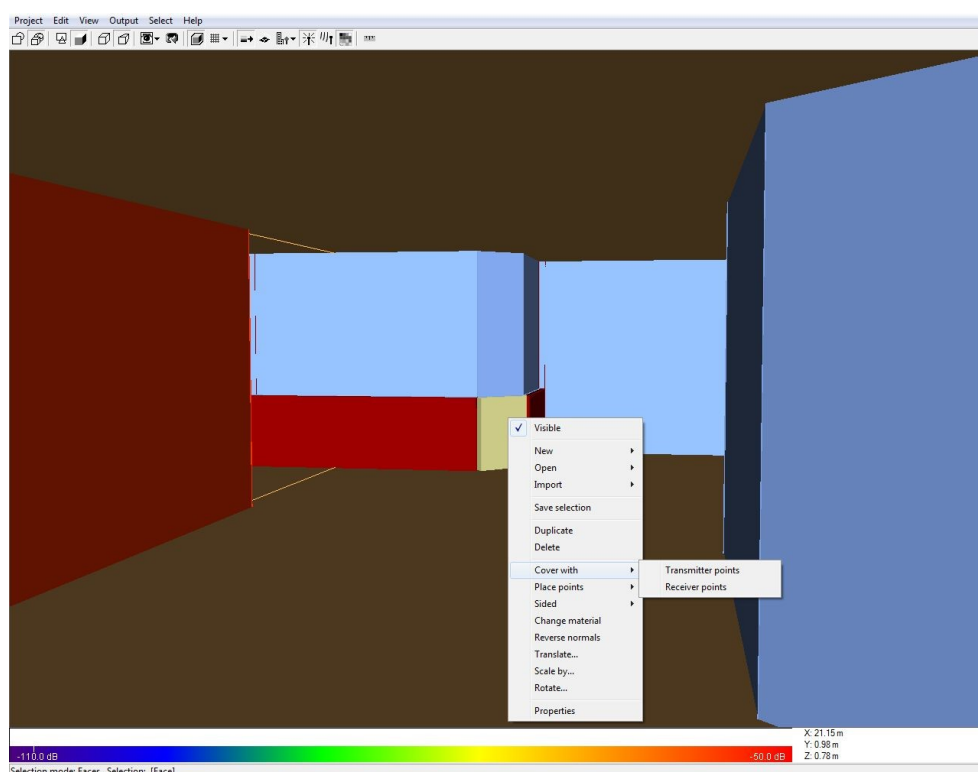 Project Edit View Output Select Help
Visible
New
Open
Import
Save selection
Duplicate
Delete
Cover with
Transmitter points
Place points
Receiver points
Sided
Change material
Reverse normals
Translate...
Scale by...
Rotate...
Properties
X: 21.15 m
Y: 0.98 m
-110.0 dB
-50.0 dB
Z: 0.78 m
Selection mode: Facer Selection: [Face]